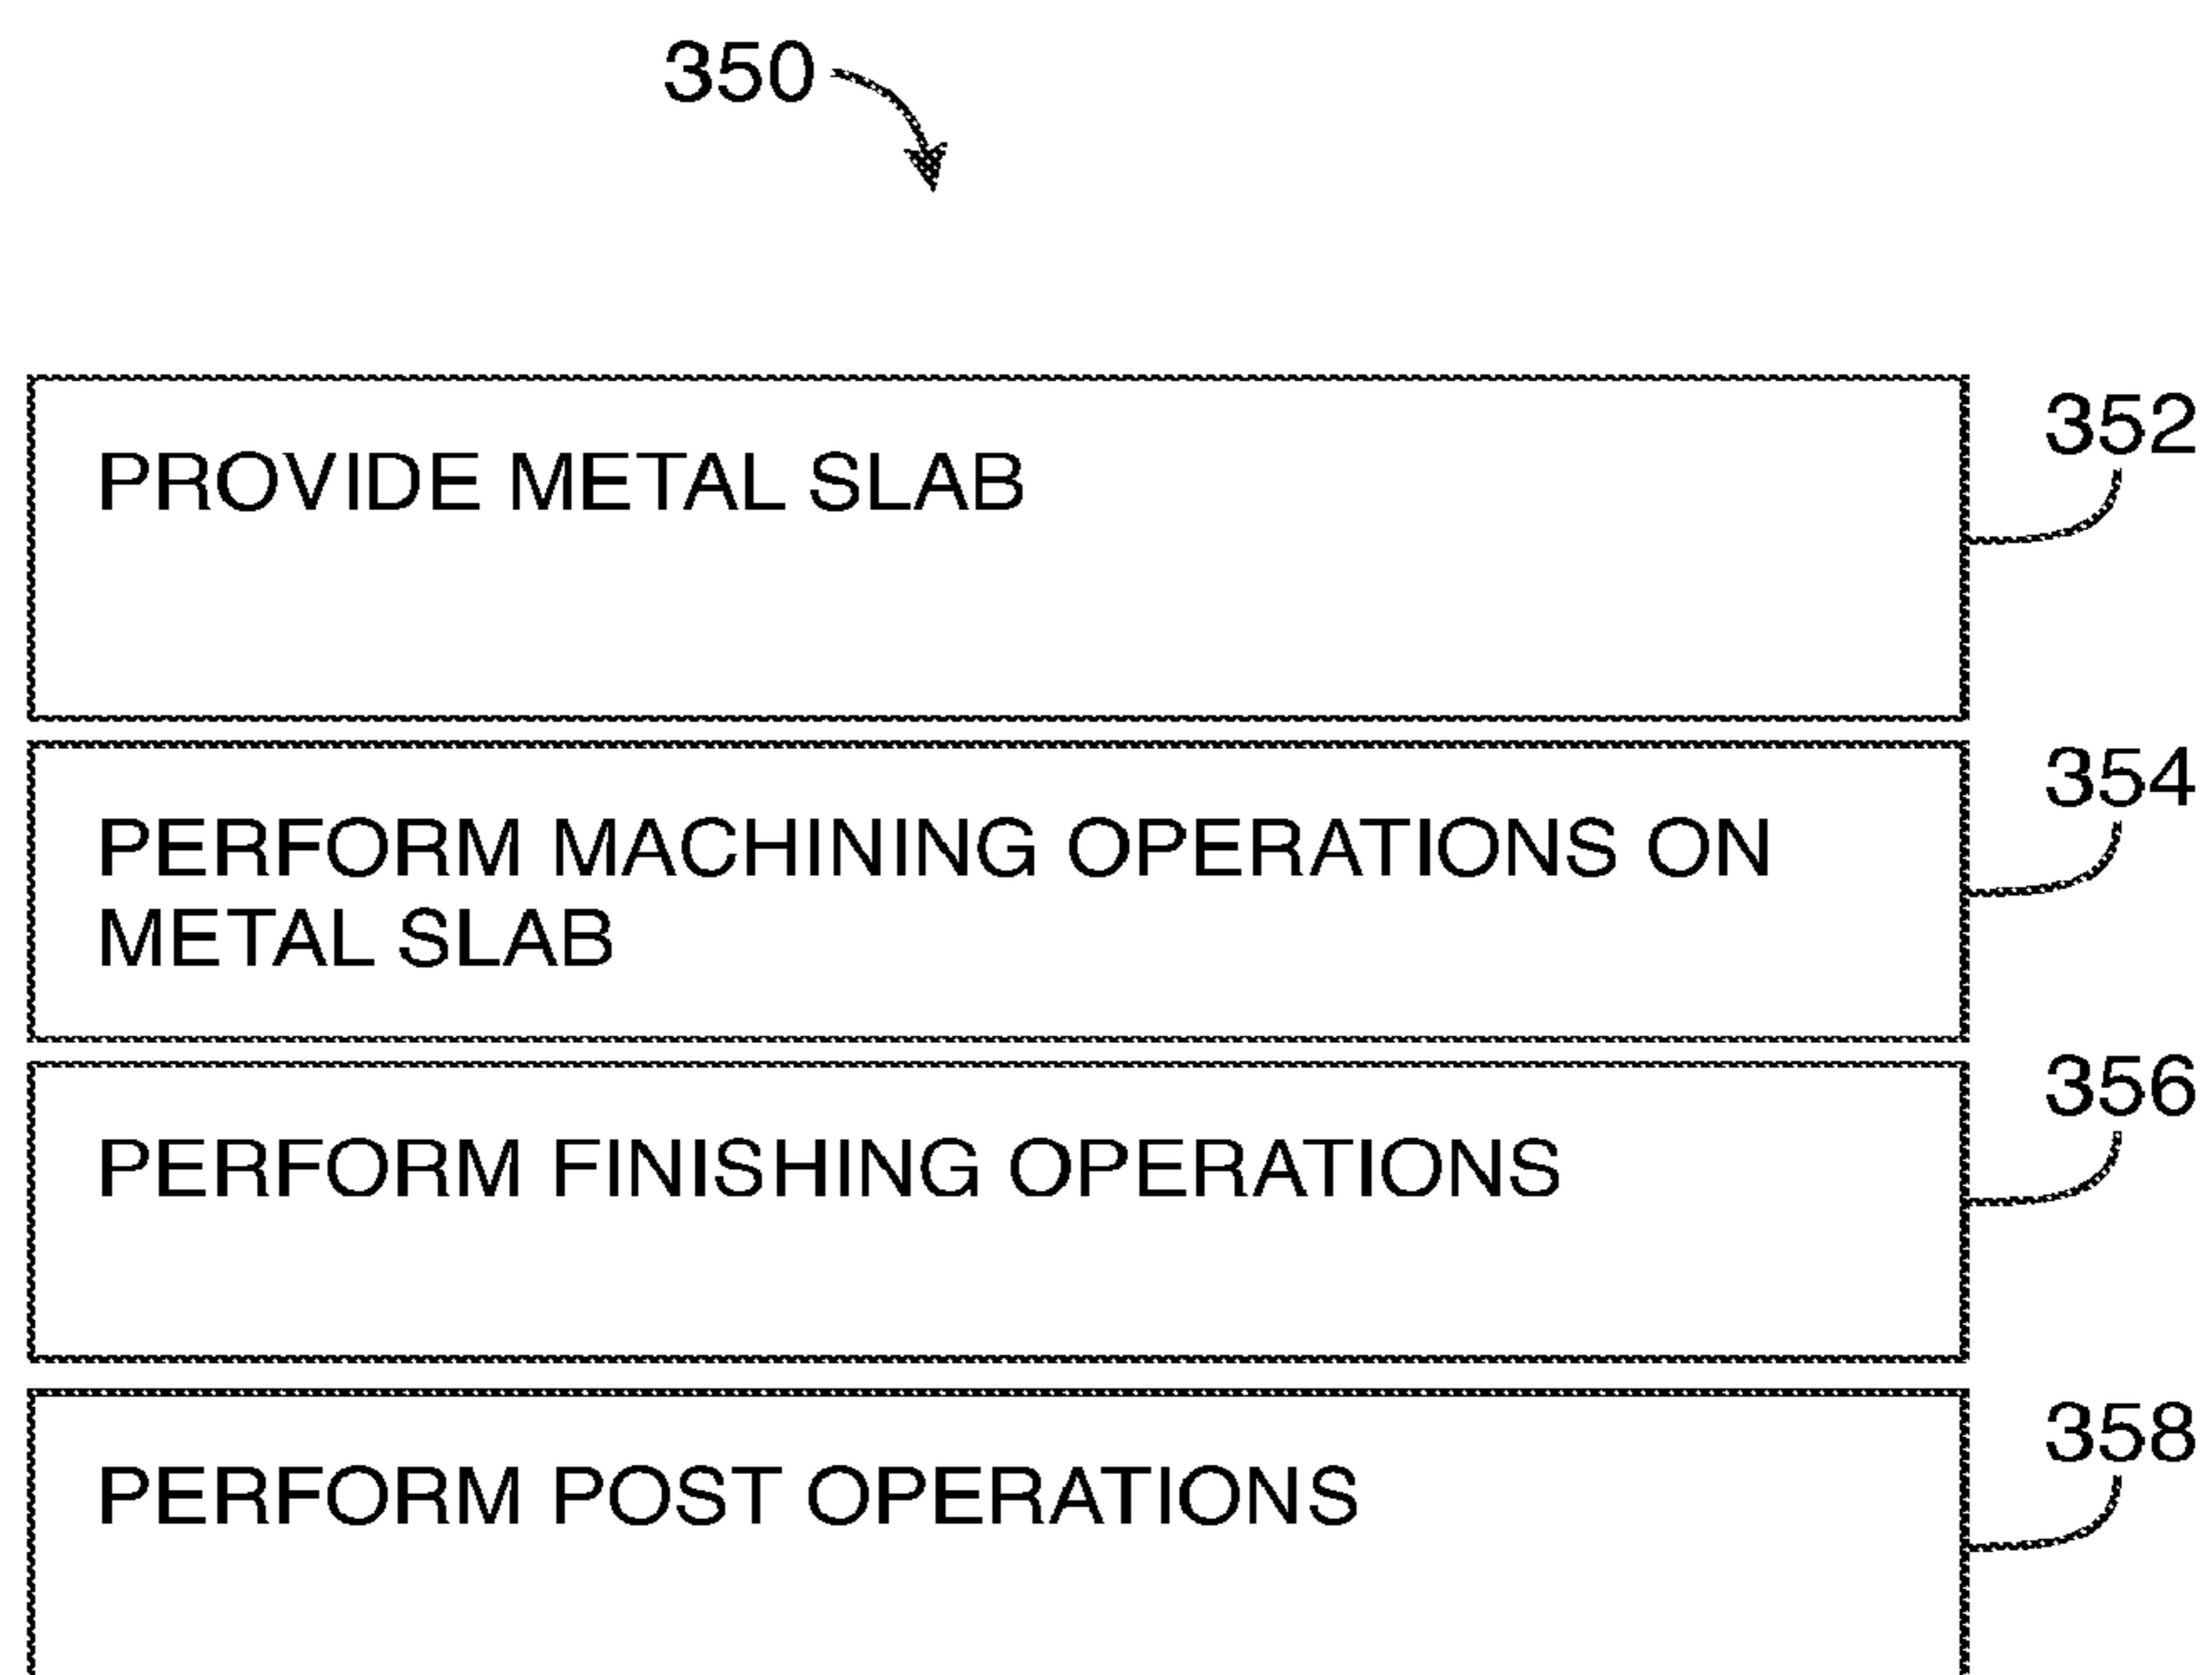 350
PROVIDE METAL SLAB
352
PERFORM MACHINING OPERATIONS ON
METAL SLAB
354
PERFORM FINISHING OPERATIONS
356
PERFORM POST OPERATIONS
358